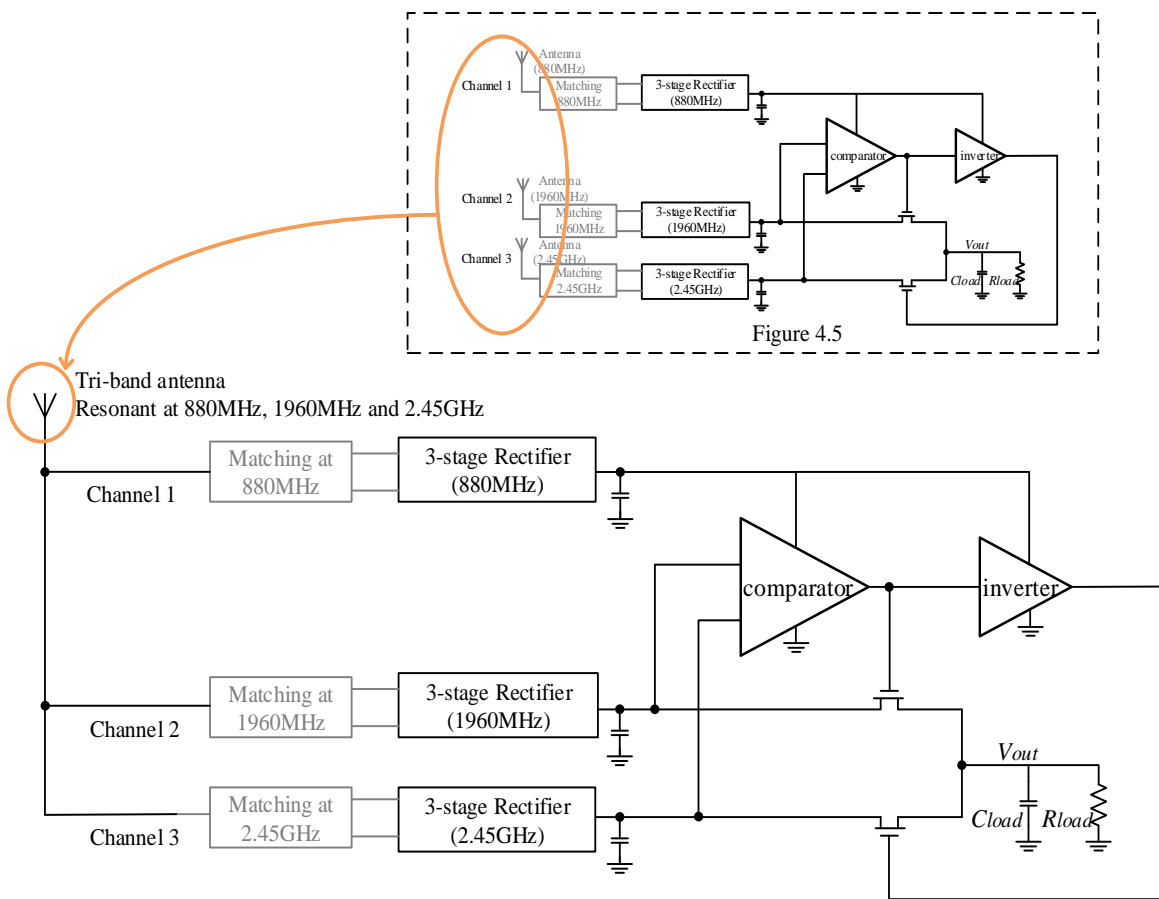 Antenna
(880MHz)
Channel 1
Matching
880MHz
3-stage Rectifier
(880MHz)
comparator
inverter
Antenna
(1960MHz)
Channel 2
Matching
1960MHz
3-stage Rectifier
(1960MHz)
Antenna
(2.45GHz)
Channel 3
Matching
2.45GHz
3-stage Rectifier
(2.45GHz)
Vout
Cload Rload
Figure 4.5
Tri-band antenna
Resonant at 880MHz, 1960MHz and 2.45GHz
Channel 1
Matching at
880MHz
3-stage Rectifier
(880MHz)
comparator
inverter
Channel 2
Matching at
1960MHz
3-stage Rectifier
(1960MHz)
Vout
Channel 3
Matching at
2.45GHz
3-stage Rectifier
(2.45GHz)
Cload Rload